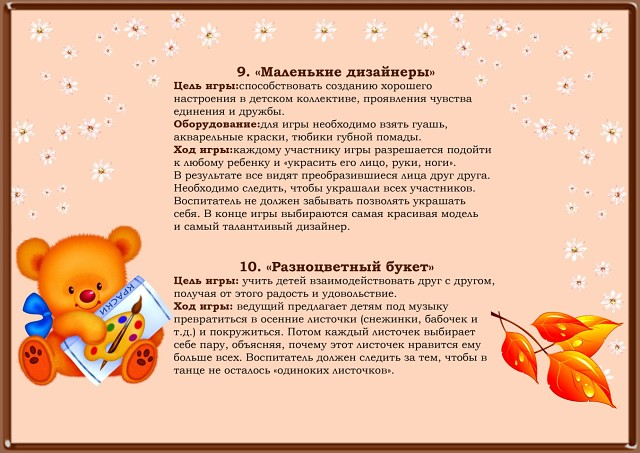 9. «Маленькие дизайнеры»
Цель игры:способствовать созданию хорошего
настроения в детском коллективе, проявления чувства
единения и дружбы.
Оборудование:для игры необходимо взять гуашь,
акварельные краски, тюбики губной помады.
Ход игры:каждому участнику игры разрешается подойти
к любому ребенку и «украсить его лицо, руки, ноги».
В результате все видят преобразившиеся лица друг друга.
Необходимо следить, чтобы украшали всех участников.
Воспитатель не должен забывать позволять украшать
себя. В конце игры выбираются самая красивая модель
и самый талантливый дизайнер.
10. «Разноцветный букет»
Цель игры: учить детей взаимодействовать друг с другом,
получая от этого радость и удовольствие.
Ход игры: ведущий предлагает детям под музыку
превратиться в осенние листочки (снежинки, бабочек и
т.д.) и покружиться. Потом каждый листочек выбирает
себе пару, объясняя, почему этот листочек нравится ему
больше всех. Воспитатель должен следить за тем, чтобы в
танце не осталось «одиноких листочков».
КРАСКИ